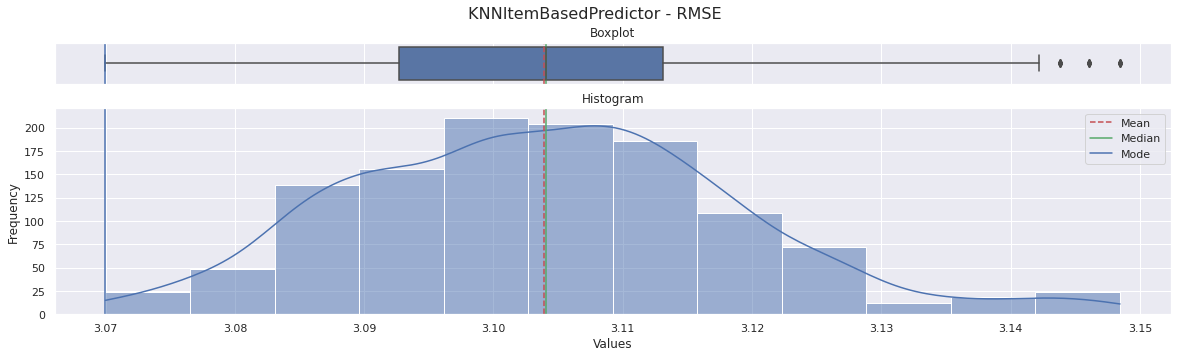 KNNItemBasedPredictor - RMSE
Boxplot
Histogram
200
175
150
125
100
75
50
25
0
Frequency
Mean
Median
Mode
3.07 3.08 3.09 3.10 3.11 3.12 3.13 3.14 3.15
Values